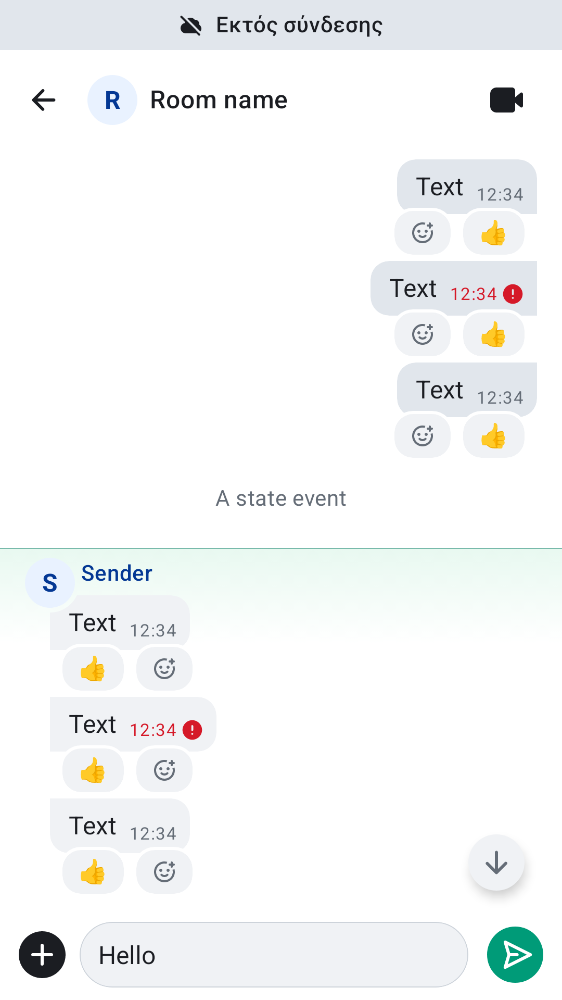 Εκτός σύνδεσης
R Room name
Text 12:34
👍
Text 12:34
👍
Text 12:34
👍
A state event
S Sender
Text 12:34
👍
Text 12:34
👍
Text 12:34
👍
Hello